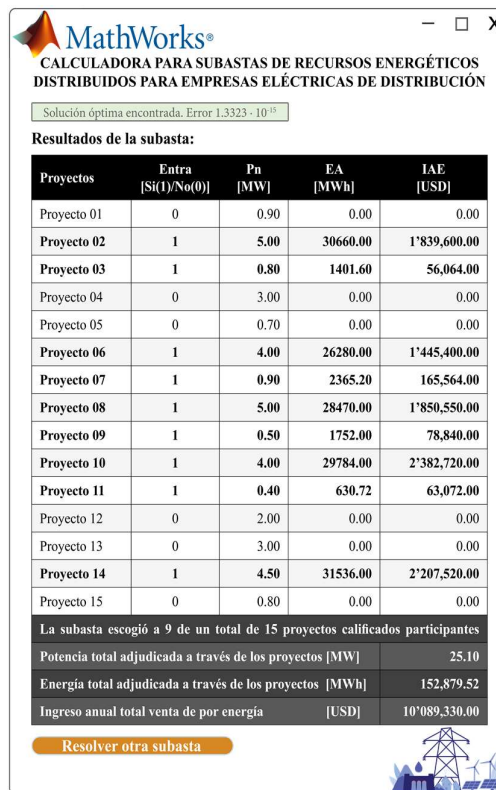 MathWorks®
CALCULADORA PARA SUBASTAS DE RECURSOS ENERGÉTICOS
DISTRIBUIDOS PARA EMPRESAS ELÉCTRICAS DE DISTRIBUCIÓN
Solución óptima encontrada. Error 1.3323 · 10⁻¹⁵
Resultados de la subasta:
Proyectos Entra [Si(1)/No(0)] Pn [MW] EA [MWh] IAE [USD]
Proyecto 01 0 0.90 0.00 0.00
Proyecto 02 1 5.00 30660.00 1’839,600.00
Proyecto 03 1 0.80 1401.60 56,064.00
Proyecto 04 0 3.00 0.00 0.00
Proyecto 05 0 0.70 0.00 0.00
Proyecto 06 1 4.00 26280.00 1’445,400.00
Proyecto 07 1 0.90 2365.20 165,564.00
Proyecto 08 1 5.00 28470.00 1’850,550.00
Proyecto 09 1 0.50 1752.00 78,840.00
Proyecto 10 1 4.00 29784.00 2’382,720.00
Proyecto 11 1 0.40 630.72 63,072.00
Proyecto 12 0 2.00 0.00 0.00
Proyecto 13 0 3.00 0.00 0.00
Proyecto 14 1 4.50 31536.00 2’207,520.00
Proyecto 15 0 0.80 0.00 0.00
La subasta escogió a 9 de un total de 15 proyectos calificados participantes
Potencia total adjudicada a través de los proyectos [MW] 25.10
Energía total adjudicada a través de los proyectos [MWh] 152,879.52
Ingreso anual total venta de por energía [USD] 10’089,330.00
Resolver otra subasta